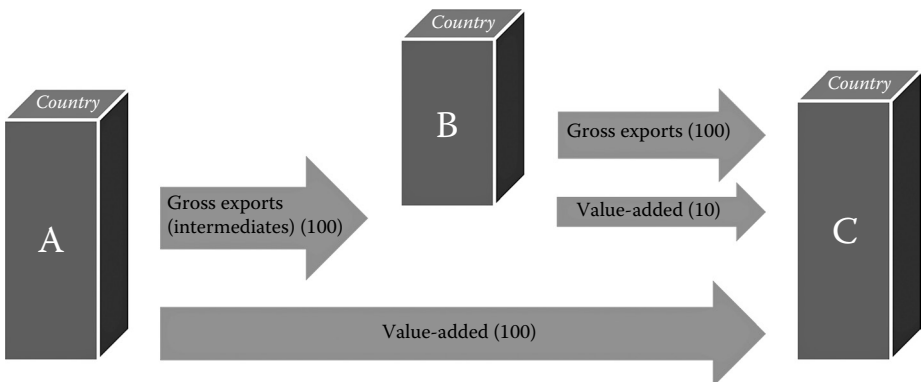 Country
A
Gross exports
(intermediates) (100)
Country
B
Gross exports (100)
Value-added (10)
Value-added (100)
Country
C